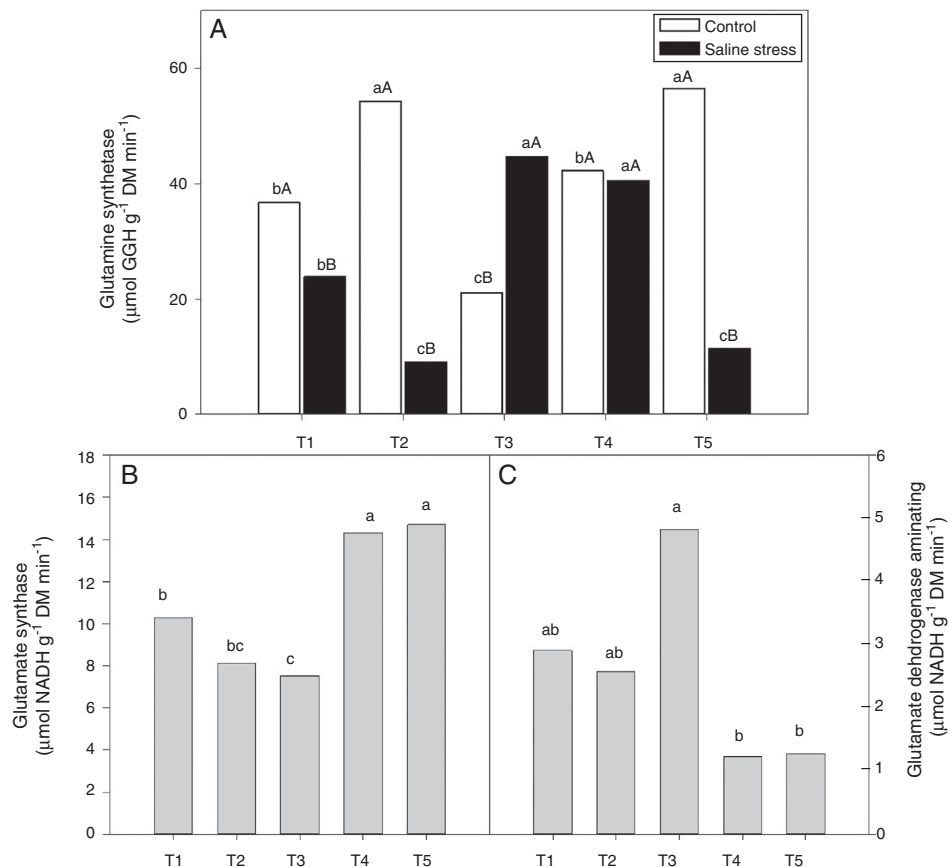 A
Control
Saline stress
Glutamine synthetase
(μmol GGH g⁻¹ DM min⁻¹)
60
40
20
0
bA
bB
aA
cB
cB
aA
bA
aA
aA
cB
T1
T2
T3
T4
T5
B
Glutamate synthase
(μmol NADH g⁻¹ DM min⁻¹)
18
16
14
12
10
8
6
4
2
0
b
bc
c
a
a
T1
T2
T3
T4
T5
C
ab
ab
a
b
b
T1
T2
T3
T4
T5
6
5
4
3
2
1
0
Glutamate dehdrogenase aminating
(μmol NADH g⁻¹ DM min⁻¹)